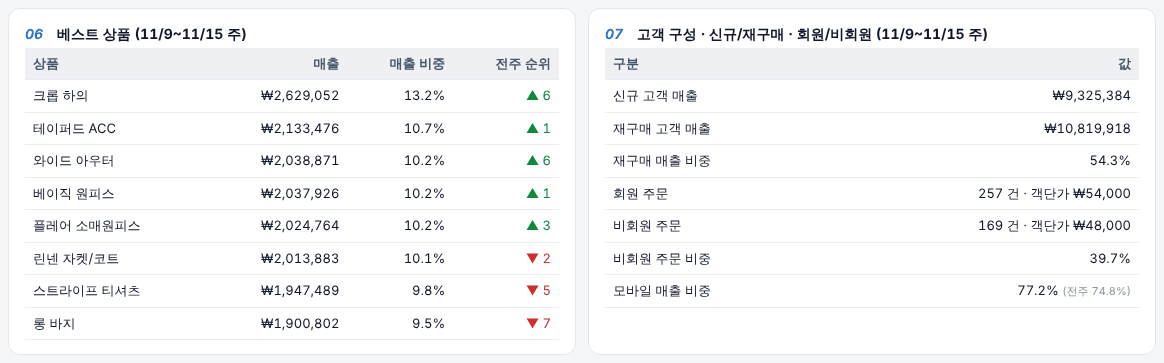 06 베스트 상품 (11/9~11/15 주)
상품 매출 매출 비중 전주 순위
크롭 하의 ₩2,629,052 13.2% ▲ 6
테이퍼드 ACC ₩2,133,476 10.7% ▲ 1
와이드 아우터 ₩2,038,871 10.2% ▲ 6
베이직 원피스 ₩2,037,926 10.2% ▲ 1
플레어 소매원피스 ₩2,024,764 10.2% ▲ 3
린넨 자켓/코트 ₩2,013,883 10.1% ▼ 2
스트라이프 티셔츠 ₩1,947,489 9.8% ▼ 5
롱 바지 ₩1,900,802 9.5% ▼ 7
07 고객 구성 · 신규/재구매 · 회원/비회원 (11/9~11/15 주)
구분 값
신규 고객 매출 ₩9,325,384
재구매 고객 매출 ₩10,819,918
재구매 매출 비중 54.3%
회원 주문 257 건 · 객단가 ₩54,000
비회원 주문 169 건 · 객단가 ₩48,000
비회원 주문 비중 39.7%
모바일 매출 비중 77.2% (전주 74.8%)